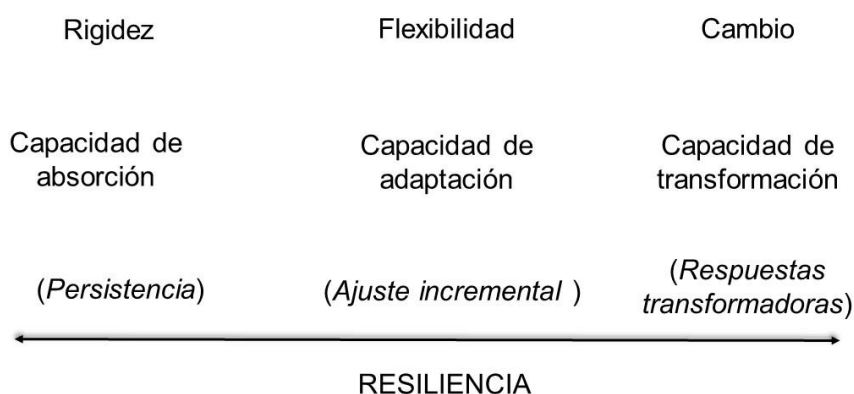 Rigidez Flexibilidad Cambio
Capacidad de absorción
Capacidad de adaptación
Capacidad de transformación
(Persistencia) (Ajuste incremental ) (Respuestas transformadoras)
RESILIENCIA